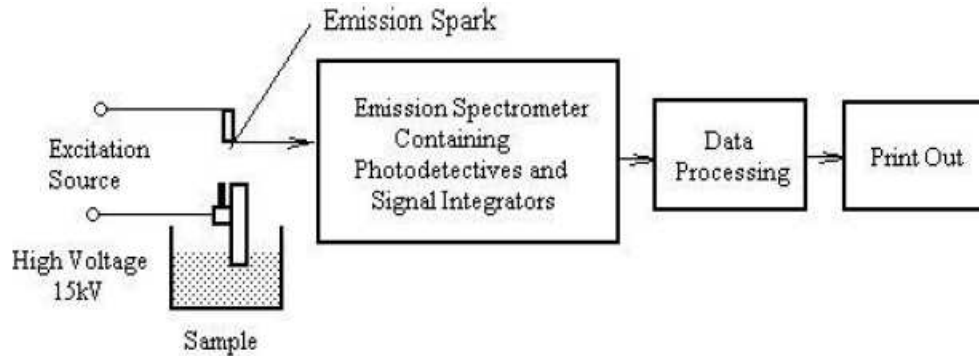 Emission Spark
Excitation
Source
High Voltage
15kV
Sample
Emission Spectrometer
Containing
Photodetectives and
Signal Integrators
Data
Processing
Print Out